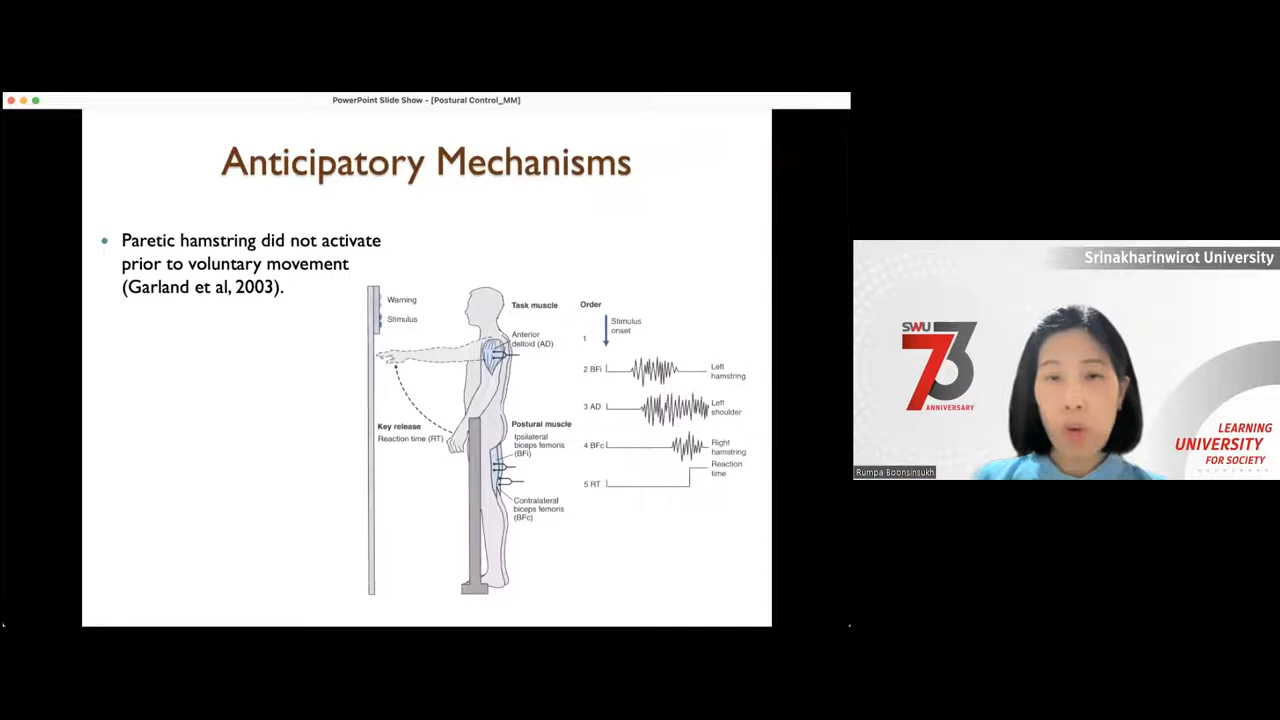 PowerPoint Slide Show - [Postural Control_MM]
Anticipatory Mechanisms
• Paretic hamstring did not activate
prior to voluntary movement
(Garland et al, 2003).
Warning
Stimulus
Task muscle
Anterior
deltoid (AD)
Key release
Reaction time (RT)
Postural muscle
Ipsilateral
biceps femoris
(BFi)
Contralateral
biceps femoris
(BFc)
Order
Stimulus
onset
1
2 BFi
Left
hamstring
3 AD
Left
shoulder
4 BFc
Right
hamstring
5 RT
Reaction
time
Srinakharinwirot University
SWU
73
ANNIVERSARY
LEARNING
UNIVERSITY
FOR SOCIETY
Rumpa Boonsinsukh